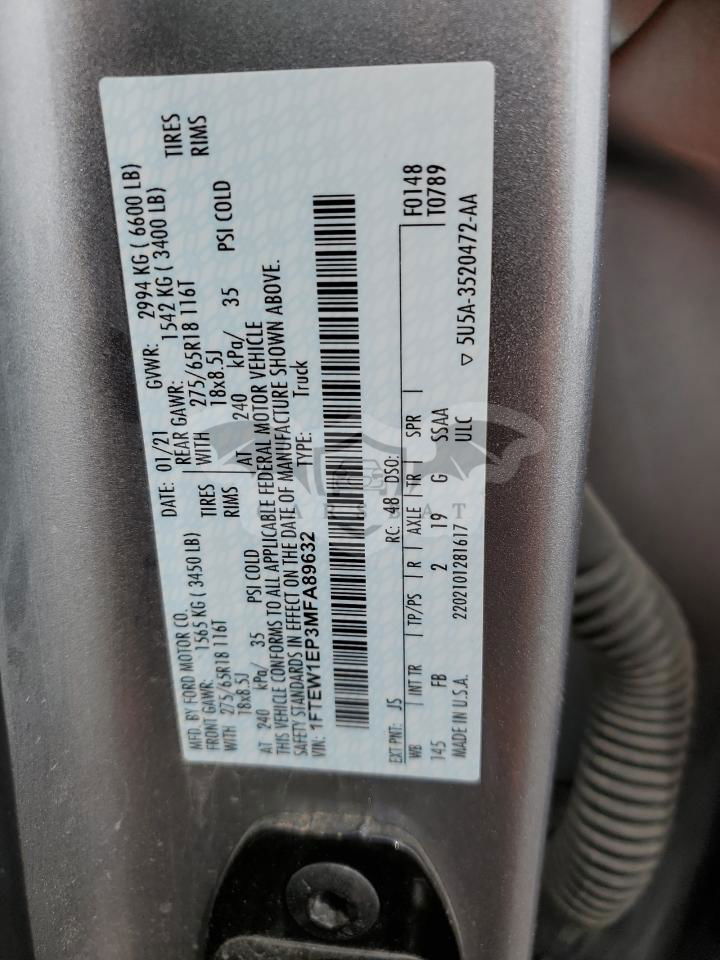 MFD. BY FORD MOTOR CO.
DATE: 01/21 GVWR: 2994 KG ( 6600 LB)
FRONT GAWR: 1565 KG ( 3450 LB) REAR GAWR: 1542 KG ( 3400 LB)
WITH 275/65R18 116T TIRES WITH 275/65R18 116T TIRES
18x8.5J RIMS 18x8.5J RIMS
AT 240 kPa/ 35 PSI COLD AT 240 kPa/ 35 PSI COLD
THIS VEHICLE CONFORMS TO ALL APPLICABLE FEDERAL MOTOR VEHICLE
SAFETY STANDARDS IN EFFECT ON THE DATE OF MANUFACTURE SHOWN ABOVE.
VIN: 1FTEW1EP3MFA89632 TYPE: Truck
EXT PNT: JS RC: 48 DSO: F0148
WB INT TR TP/PS R AXLE TR SPR T0789
145 FB 2 19 G SSAA
MADE IN U.S.A. 2202101281617 ULC ▽ 5U5A-3520472-AA